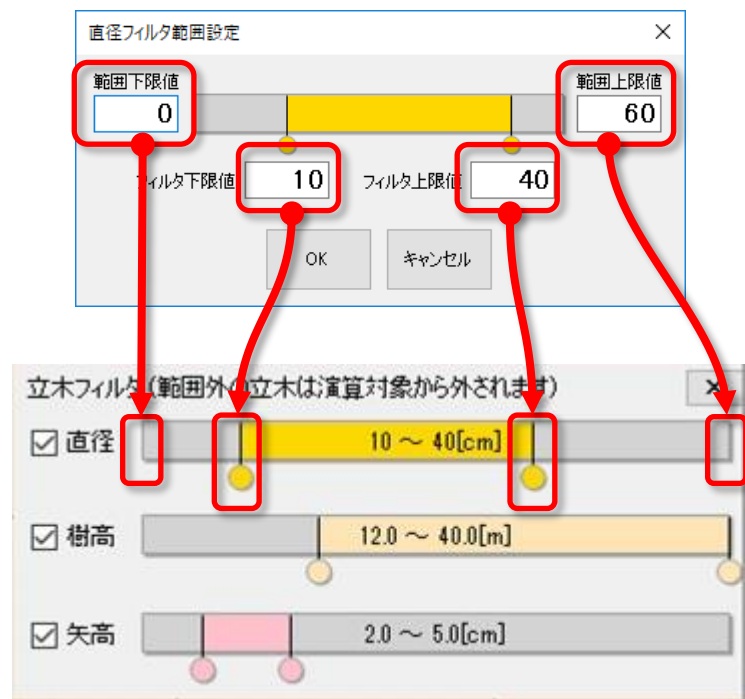 直径フィルタ範囲設定 ×
範囲下限値 範囲上限値
0 60
フィルタ下限値 10 フィルタ上限値 40
OK キャンセル
立木フィルタ(範囲外の立木は演算対象から外されます) ×
直径 10 ～ 40[cm]
樹高 12.0 ～ 40.0[m]
矢高 2.0 ～ 5.0[cm]